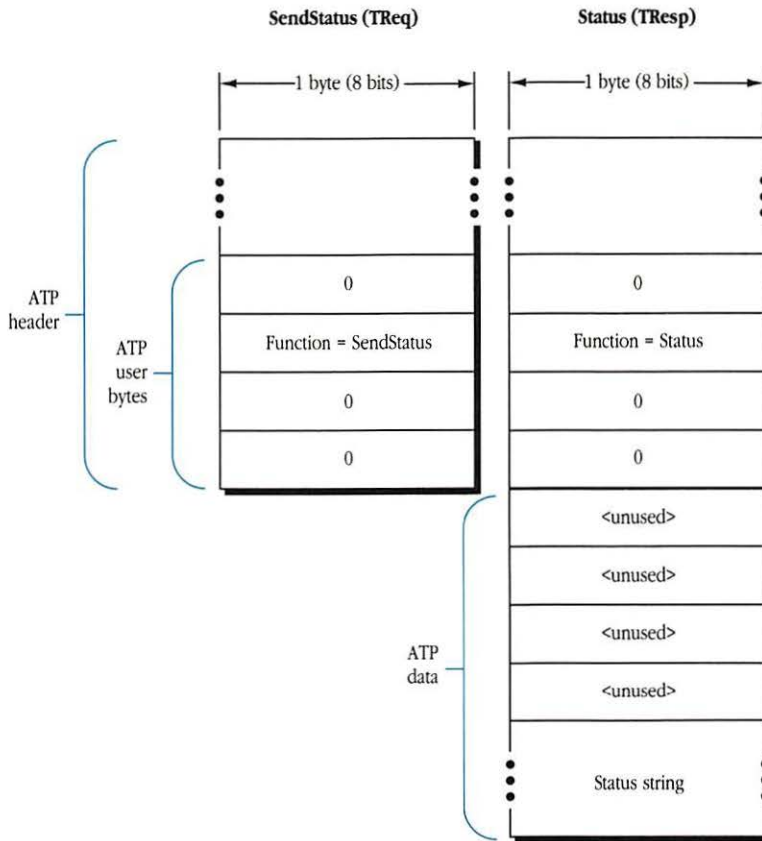 SendStatus (TReq)
Status (TResp)
1 byte (8 bits)
1 byte (8 bits)
ATP
header
ATP
user
bytes
0
Function = SendStatus
0
0
0
Function = Status
0
0
ATP
data
<unused>
<unused>
<unused>
<unused>
Status string